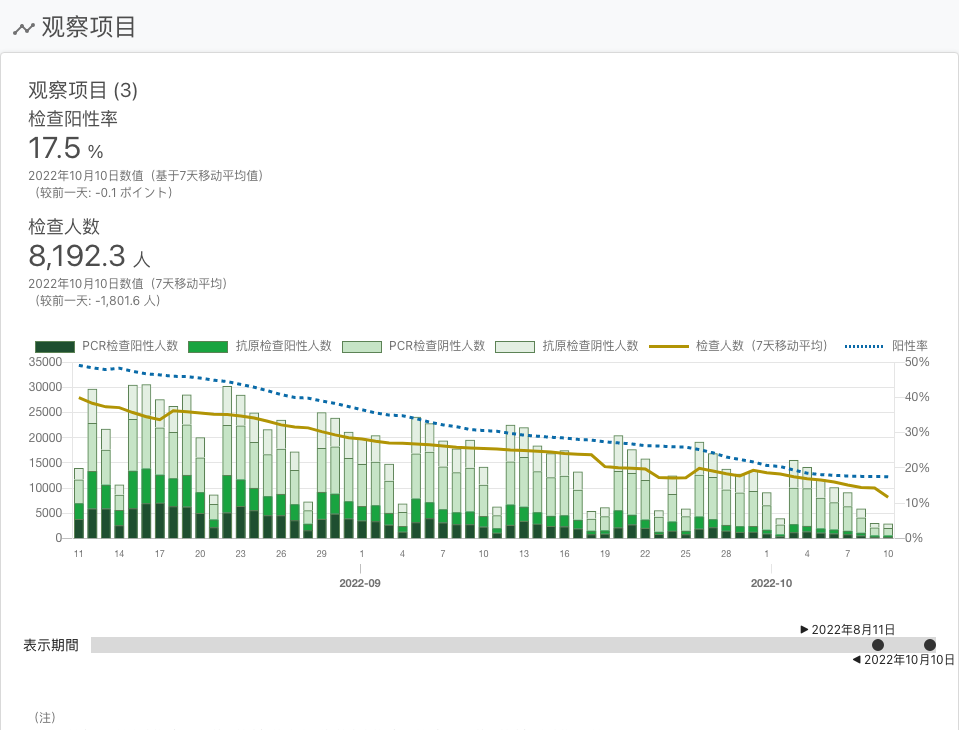 观察项目
观察项目 (3)
检查阳性率
17.5 %
2022年10月10日数值（基于7天移动平均值）
（较前一天: -0.1 ポイント）
检查人数
8,192.3 人
2022年10月10日数值（7天移动平均）
（较前一天: -1,801.6 人）
PCR检查阳性人数 抗原检查阳性人数 PCR检查阴性人数 抗原检查阴性人数 检查人数（7天移动平均） 阳性率
35000 50%
30000
40%
25000
20000 30%
15000
20%
10000
10%
5000
0 0%
11 14 17 20 23 26 29 1 4 7 10 13 16 19 22 25 28 1 4 7 10
2022-09 2022-10
▶ 2022年8月11日
表示期間
◀ 2022年10月10日
（注）